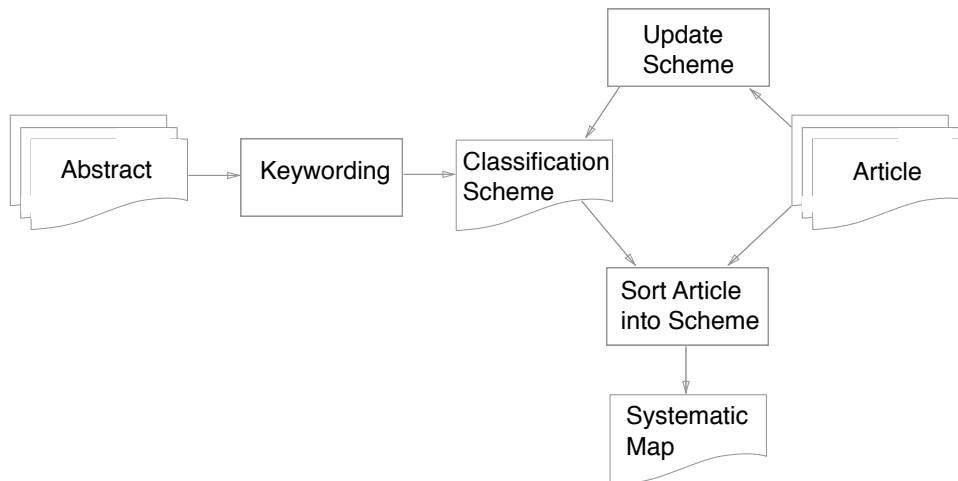 Update
Scheme
Abstract
Keywording
Classification
Scheme
Article
Sort Article
into Scheme
Systematic
Map